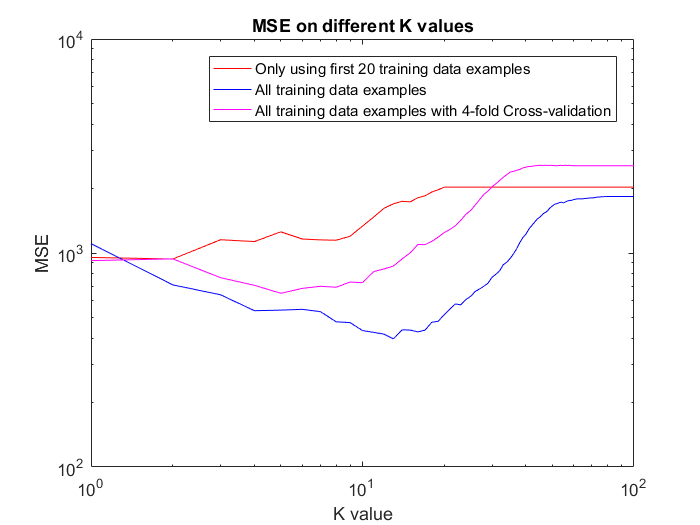 MSE on different K values
10^4
Only using first 20 training data examples
All training data examples
All training data examples with 4-fold Cross-validation
MSE
10^3
10^2
10^0
10^1
10^2
K value